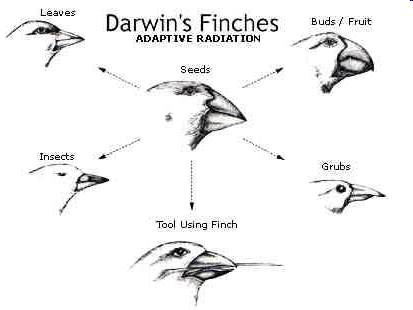 Darwin's Finches
ADAPTIVE RADIATION
Leaves
Buds / Fruit
Seeds
Insects
Grubs
Tool Using Finch